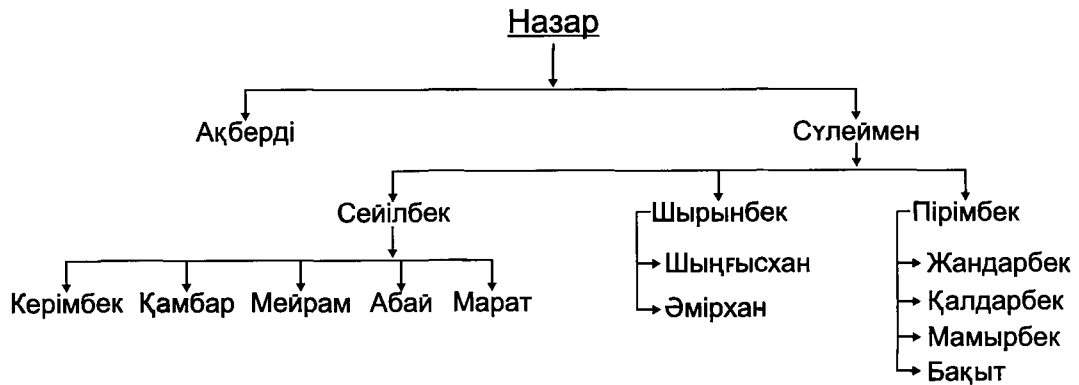 Назар
Ақберді Сүлеймен
Сейілбек Шырынбек Пірімбек
Шыңғысхан Жандарбек
Керімбек Қамбар Мейрам Абай Марат Әмірхан Қалдарбек
Мамырбек
Бақыт